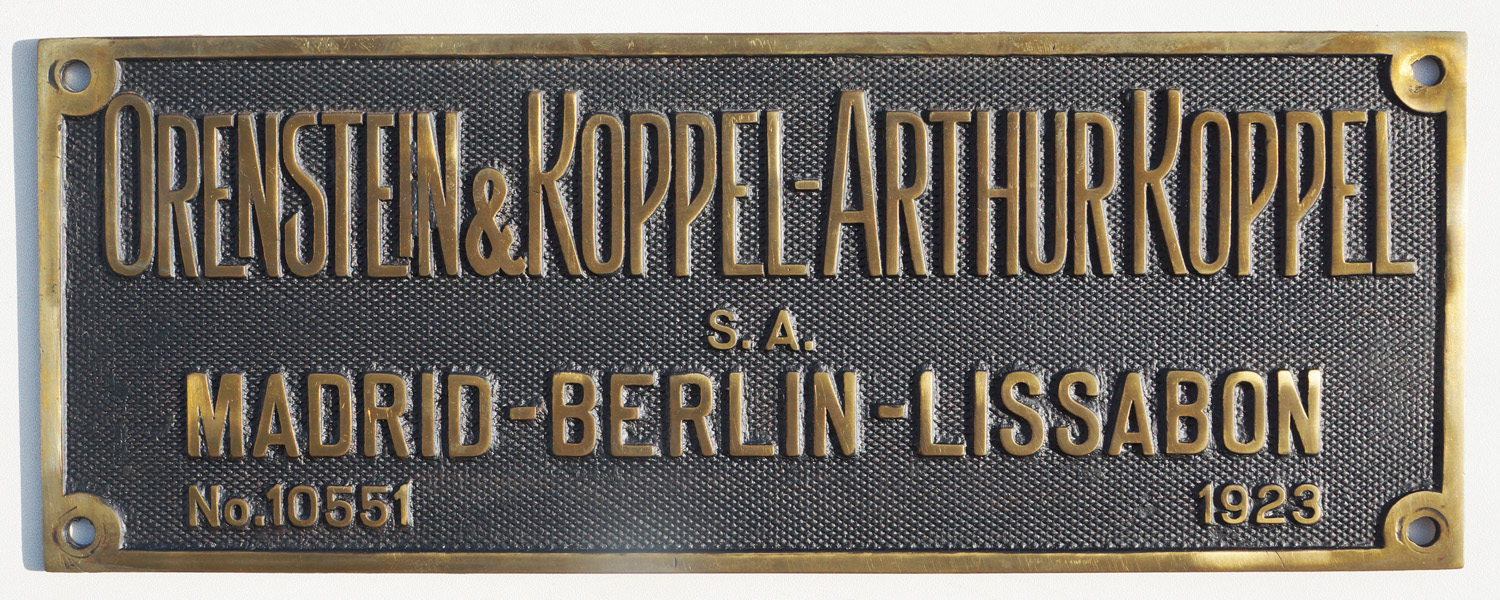 ORENSTEIN & KOPPEL-ARTHUR KOPPEL
S. A.
MADRID-BERLIN-LISSABON
No. 10551 1923